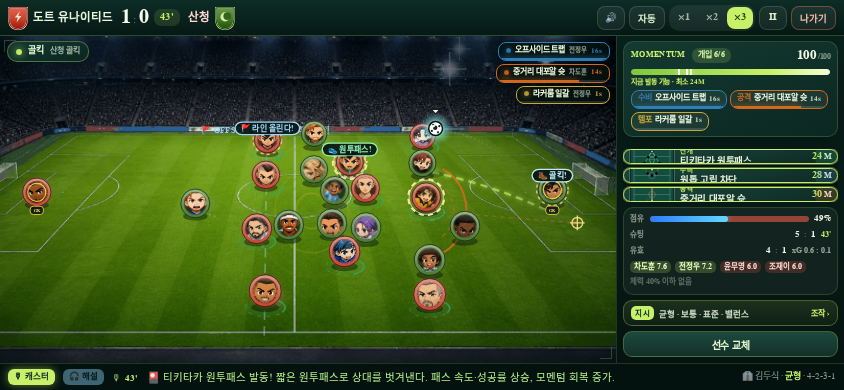 도트 유나이티드 1 : 0 43' 산청
자동 ×1 ×2 ×3 II 나가기
골킥 산청 골킥
오프사이드 트랩 전정우 16s
중거리 대포알 슛 차도훈 14s
라커룸 일갈 전정우 1s
라인 올린다!
원투패스!
골킥!
GK
GK
MOMENTUM 개입 6/6 100/100
지금 발동 가능 · 최소 24M
수비 오프사이드 트랩 16s
공격 중거리 대포알 슛 14s
템포 라커룸 일갈 1s
티키타카 원투패스 24 M
원톱 고립 차단 28 M
중거리 대포알 슛 30 M
점유 49%
슈팅 5 : 1 43'
유효 4 : 1 xG 0.6 : 0.1
차도훈 7.6 전정우 7.2 윤무영 6.0 조재이 6.0
체력 40% 이하 없음
지시 균형 · 보통 · 표준 · 밸런스 조작 ›
선수 교체
캐스터 해설 43' 티키타카 원투패스 발동! 짧은 원투패스로 상대를 벗겨낸다. 패스 속도·성공률 상승, 모멘텀 회복 증가.
김두식 · 균형 · 4-2-3-1